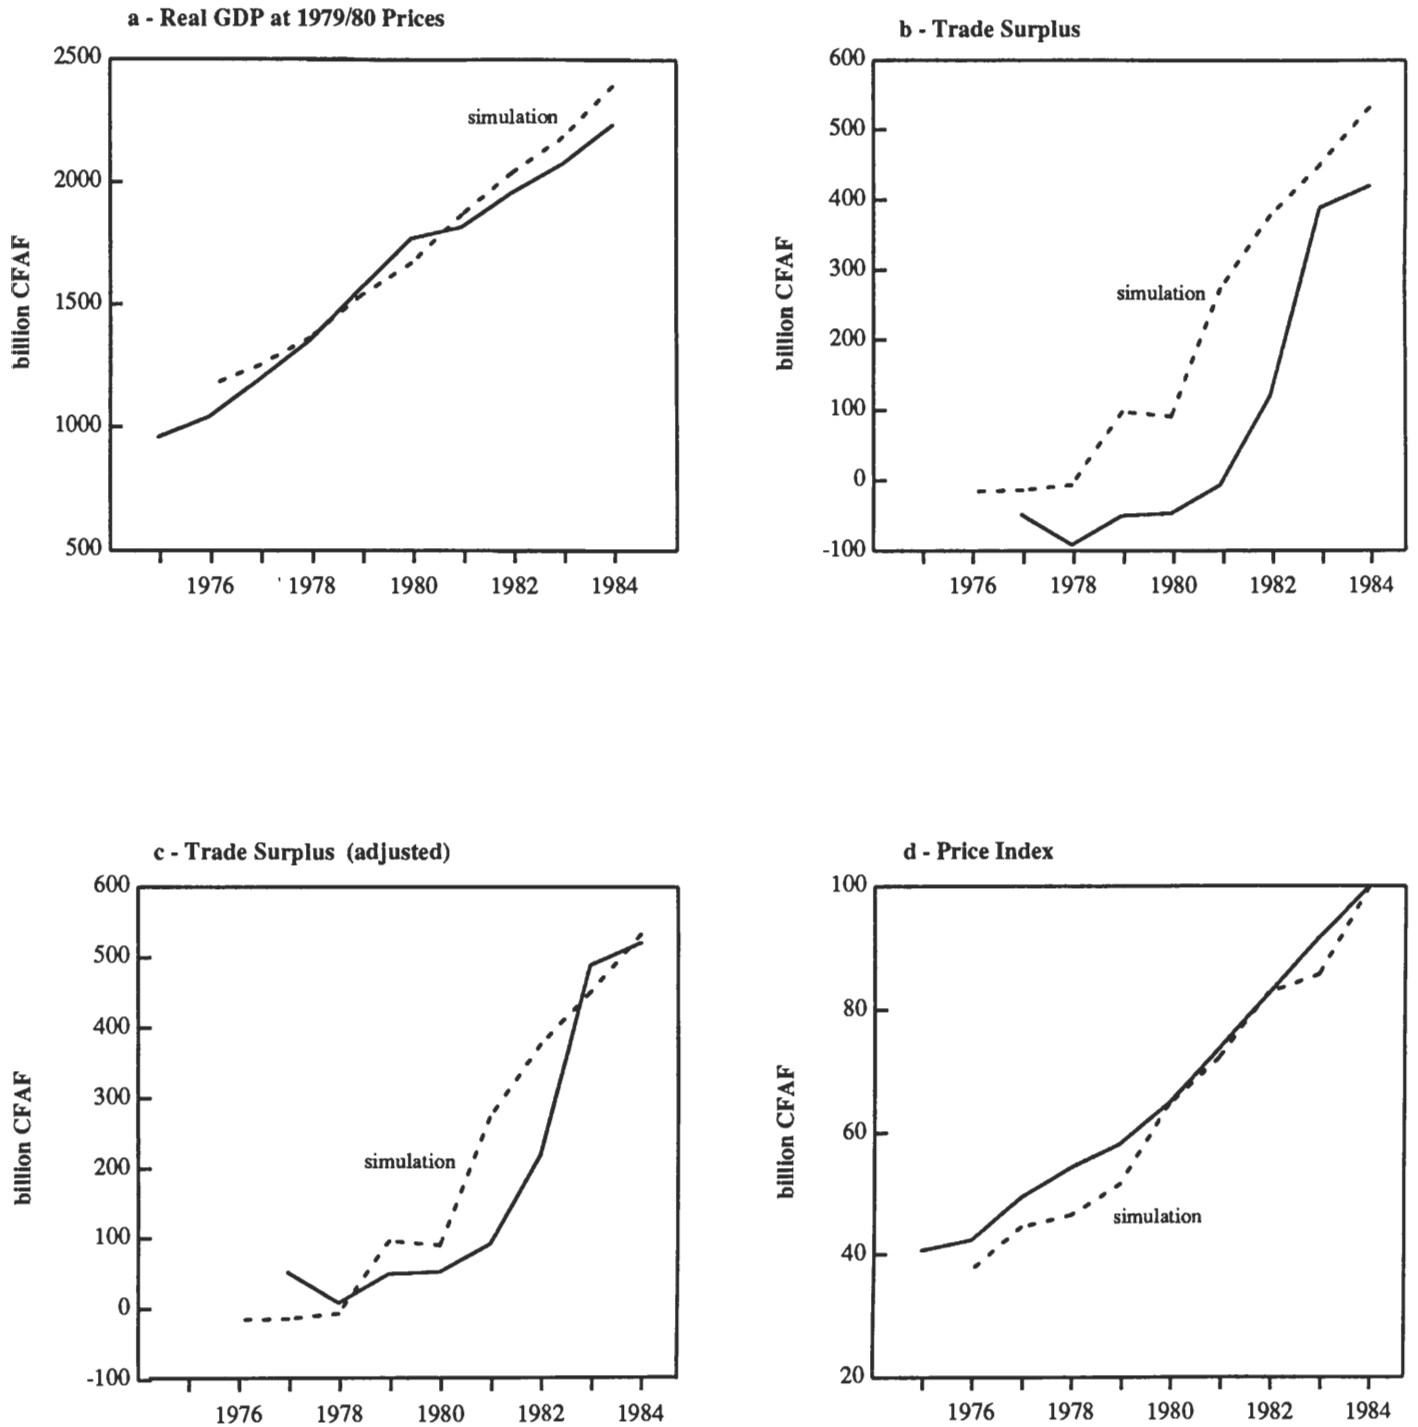 a - Real GDP at 1979/80 Prices
2500
2000
1500
1000
500
billion CFAF
simulation
1976 1978 1980 1982 1984
b - Trade Surplus
600
500
400
300
200
100
0
-100
billion CFAF
simulation
1976 1978 1980 1982 1984
c - Trade Surplus (adjusted)
600
500
400
300
200
100
0
-100
billion CFAF
simulation
1976 1978 1980 1982 1984
d - Price Index
100
80
60
40
20
billion CFAF
simulation
1976 1978 1980 1982 1984